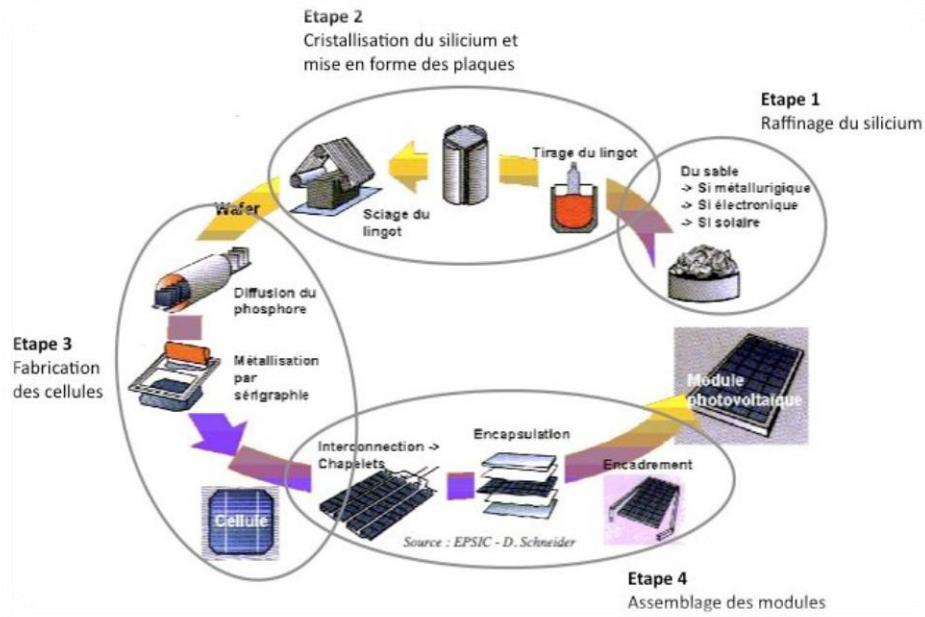 Etape 2
Cristallisation du silicium et
mise en forme des plaques
Etape 1
Raffinage du silicium
Tirage du lingot
Du sable
-> Si métallurigique
-> Si électronique
-> Si solaire
Sciage du
lingot
Wafer
Diffusion du
phosphore
Etape 3
Fabrication
des cellules
Métallisation
par
sérigraphie
Module
photovoltaïque
Interconnection ->
Chapelets
Encapsulation
Encadrement
Cellule
Source : EPSIC - D. Schneider
Etape 4
Assemblage des modules